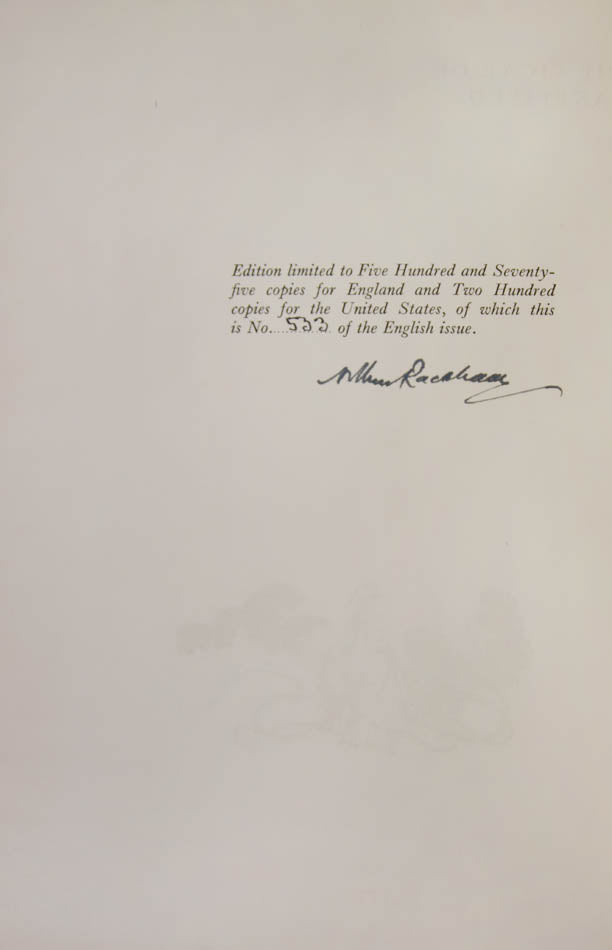 Edition limited to Five Hundred and Seventy-
five copies for England and Two Hundred
copies for the United States, of which this
is No....533. of the English issue.
Arthur Rackham